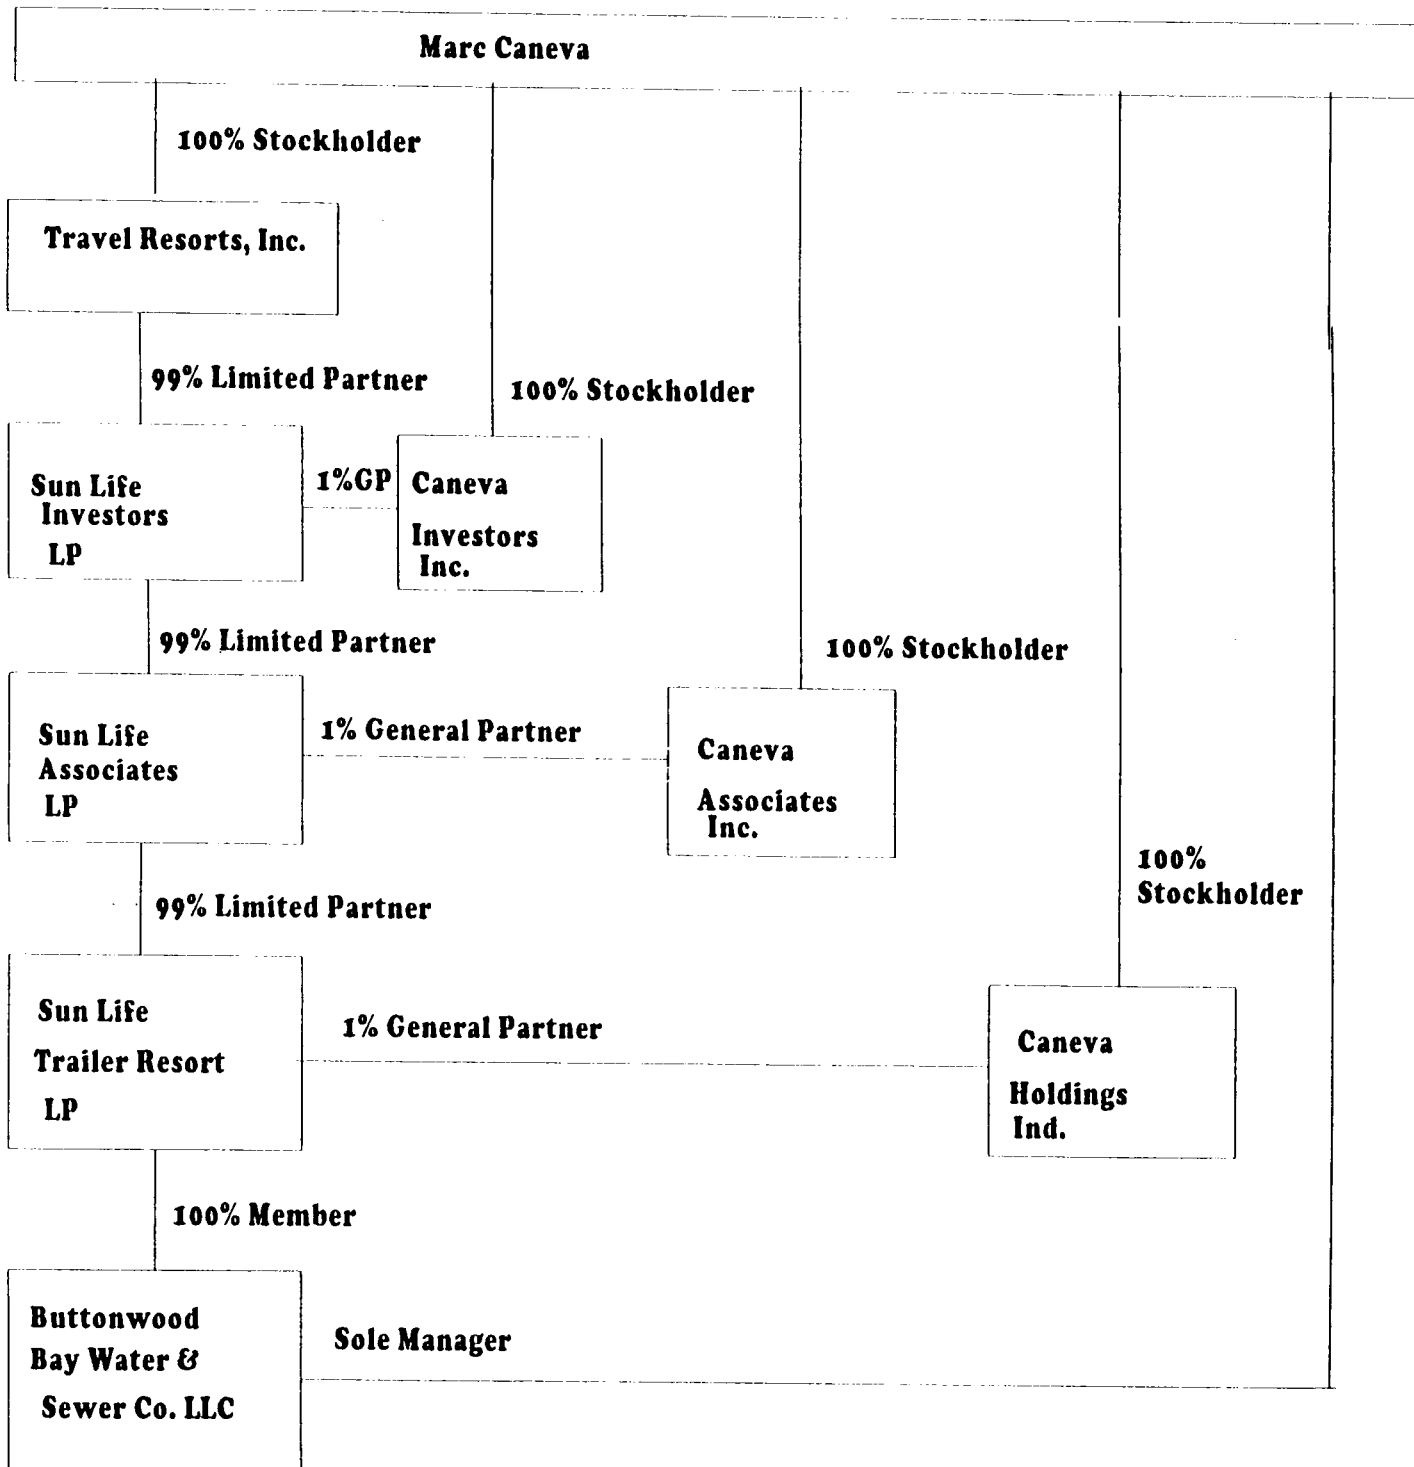 Marc Caneva
100% Stockholder
Travel Resorts, Inc.
99% Limited Partner
100% Stockholder
Sun Life
Investors
LP
1%GP
Caneva
Investors
Inc.
99% Limited Partner
100% Stockholder
Sun Life
Associates
LP
1% General Partner
Caneva
Associates
Inc.
100%
Stockholder
99% Limited Partner
Sun Life
Trailer Resort
LP
1% General Partner
Caneva
Holdings
Ind.
100% Member
Buttonwood
Bay Water &
Sewer Co. LLC
Sole Manager